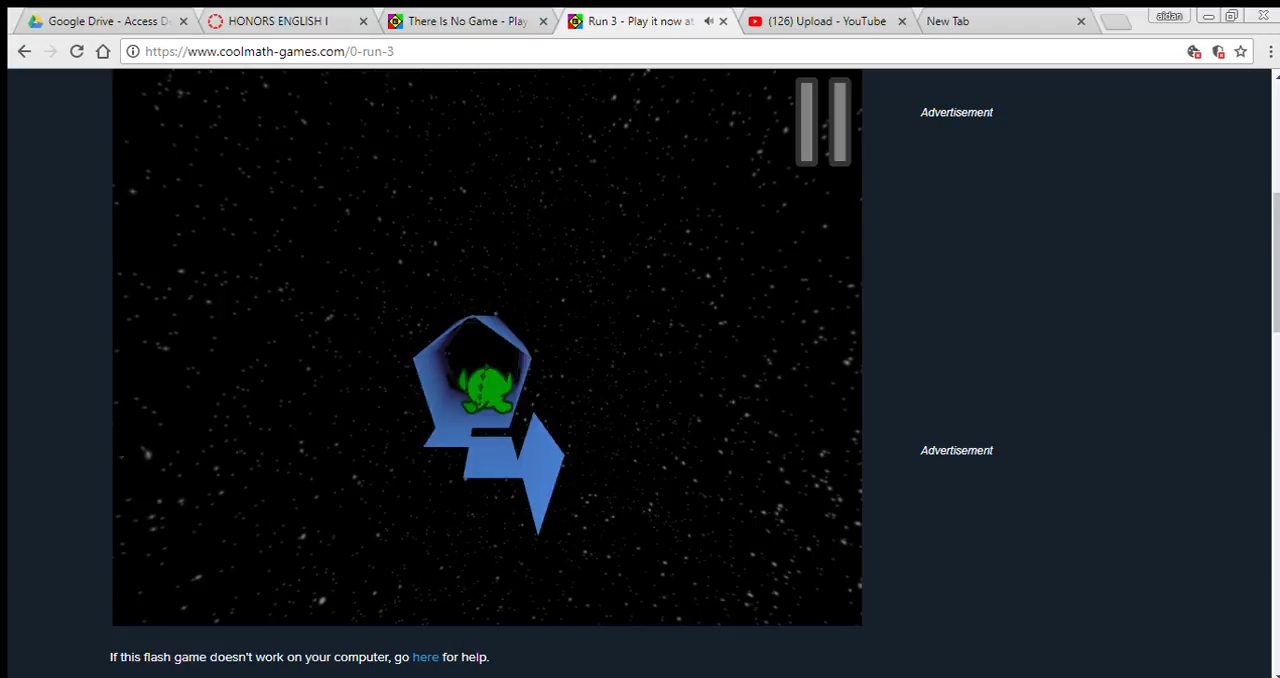 Google Drive - Access D
HONORS ENGLISH I
There Is No Game - Play
Run 3 - Play it now at
(126) Upload - YouTube
New Tab
aidan
https://www.coolmath-games.com/0-run-3
Advertisement
Advertisement
If this flash game doesn't work on your computer, go here for help.